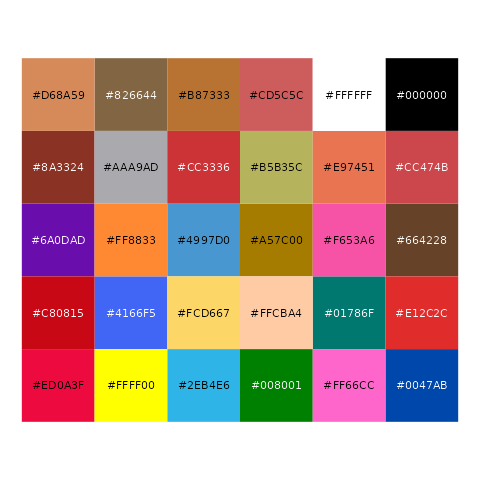 #D68A59 #826644 #B87333 #CD5C5C #FFFFFF #000000
#8A3324 #AAA9AD #CC3336 #B5B35C #E97451 #CC474B
#6A0DAD #FF8833 #4997D0 #A57C00 #F653A6 #664228
#C80815 #4166F5 #FCD667 #FFCBA4 #01786F #E12C2C
#ED0A3F #FFFF00 #2EB4E6 #008001 #FF66CC #0047AB